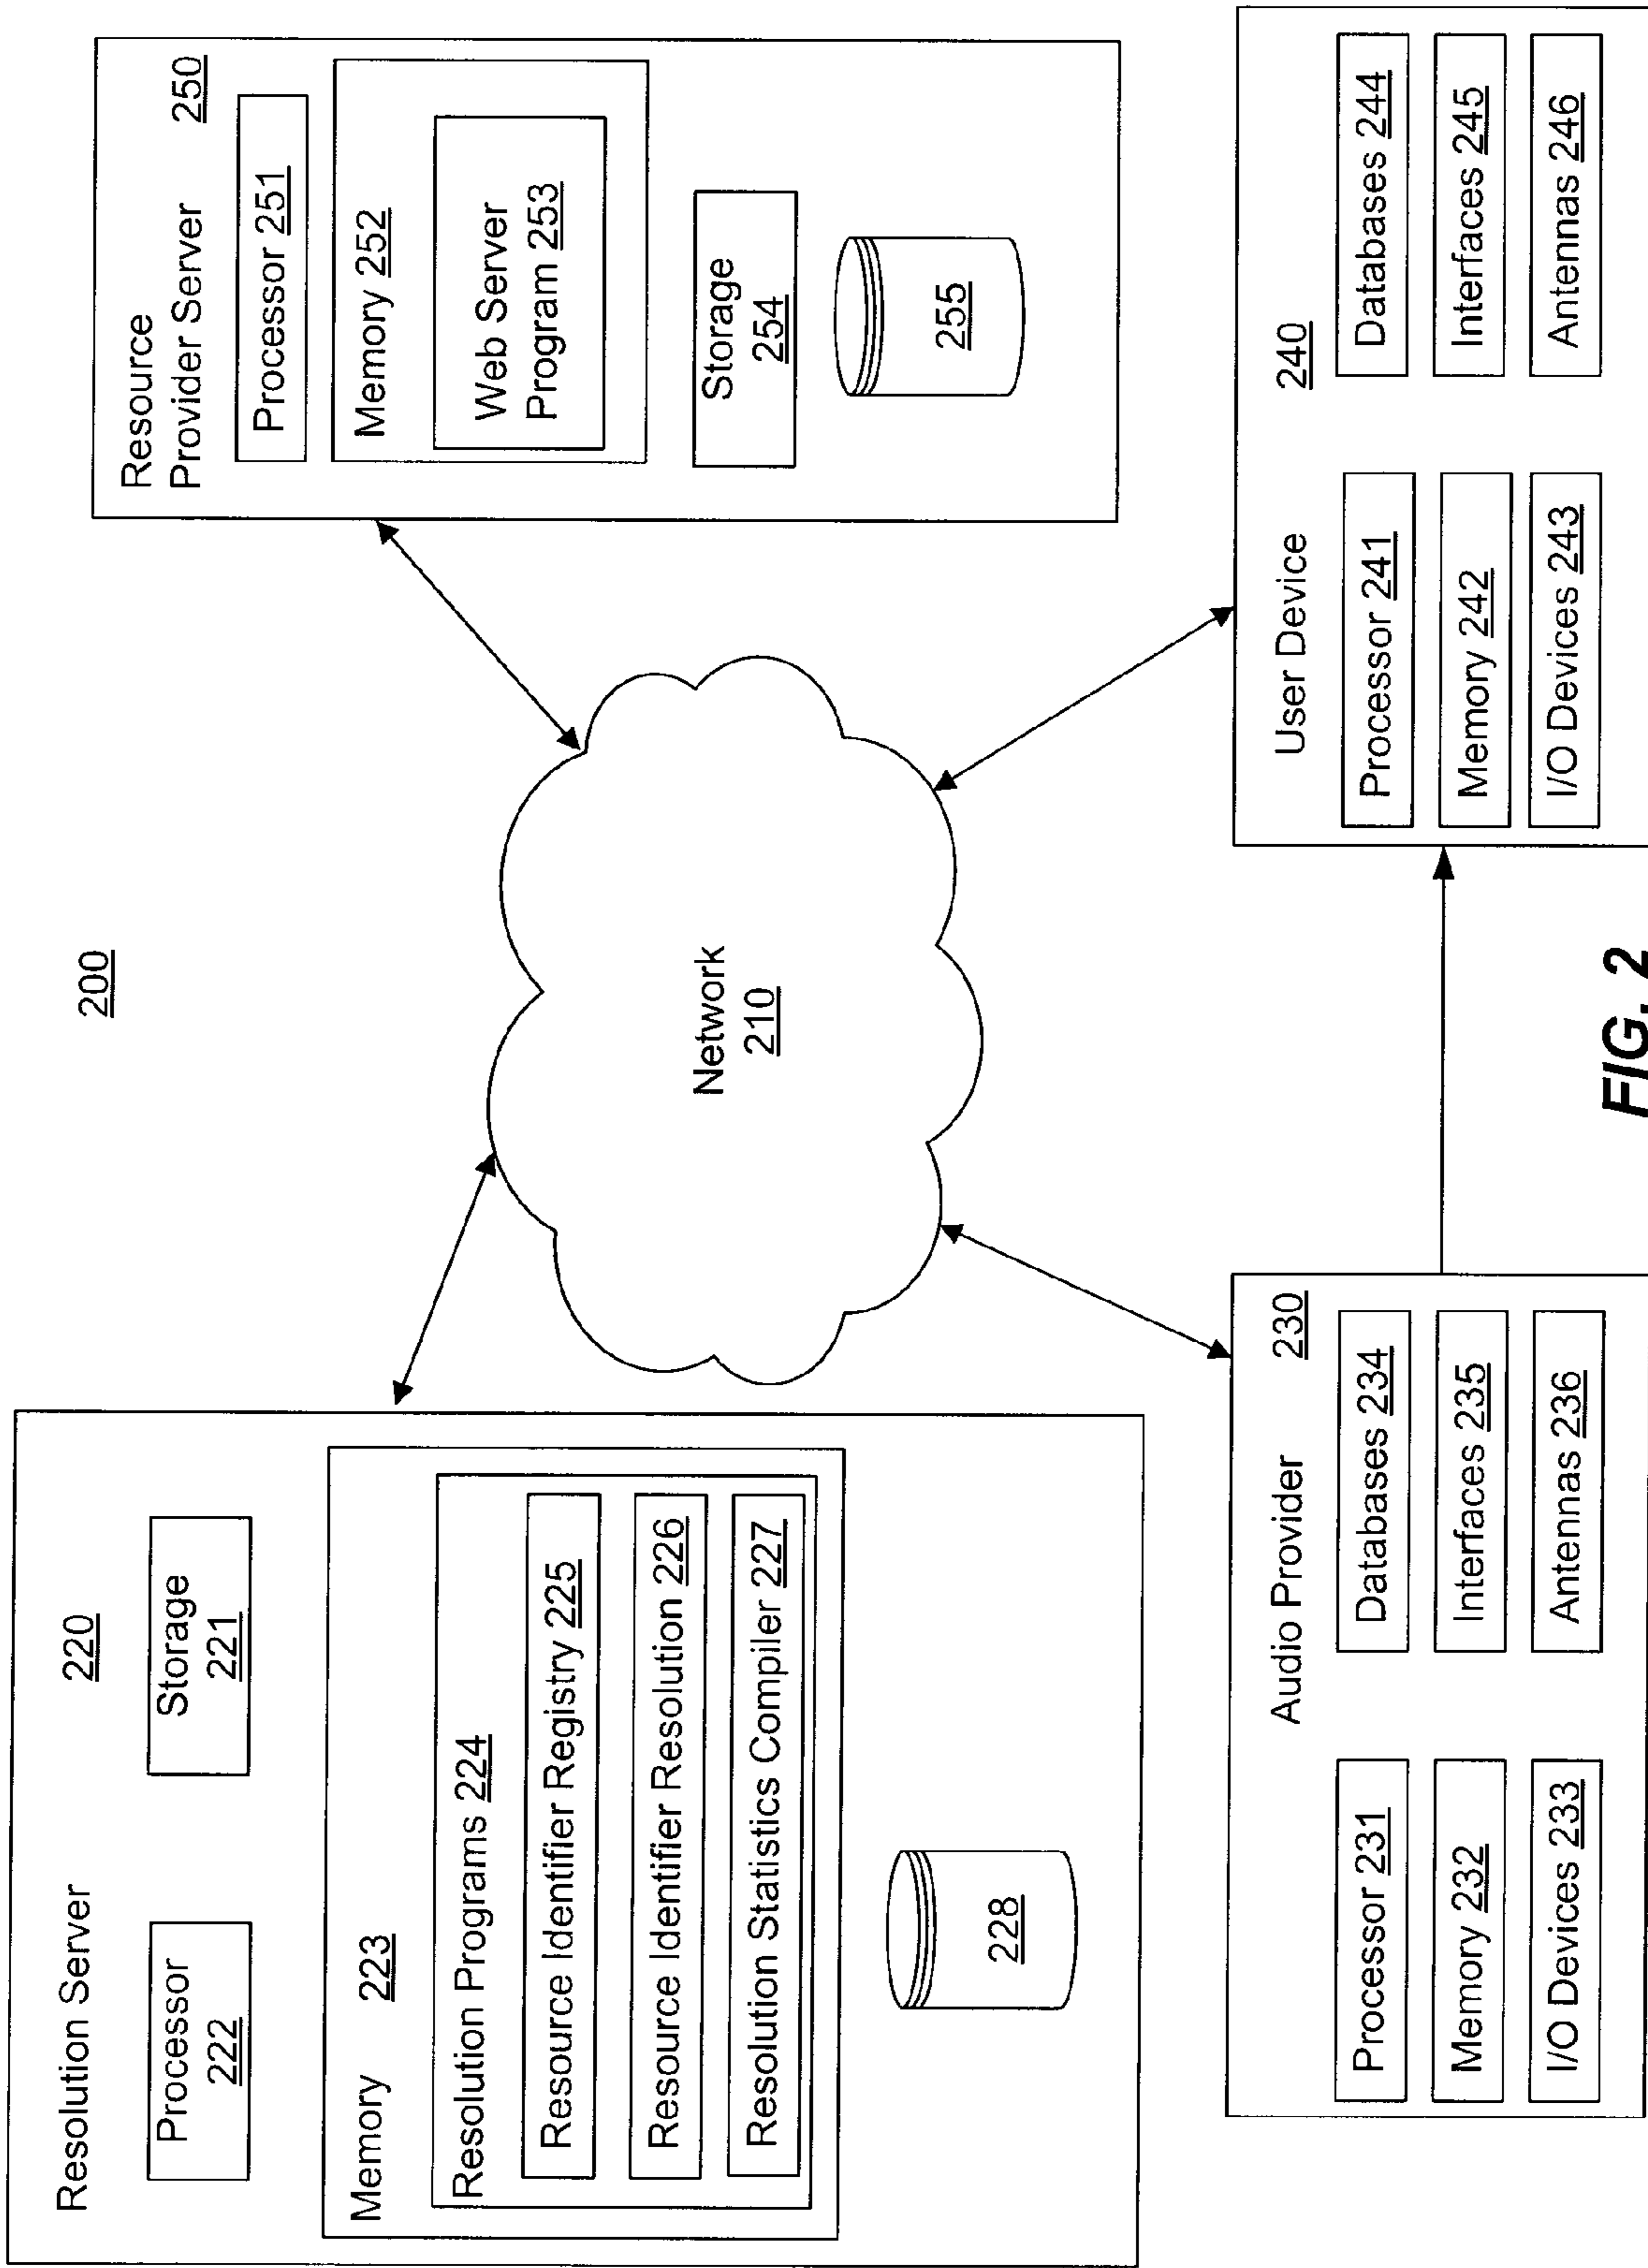 200
Resolution Server 220
Processor
222
Storage
221
Memory 223
Resolution Programs 224
Resource Identifier Registry 225
Resource Identifier Resolution 226
Resolution Statistics Compiler 227
228
Resource
Provider Server 250
Processor 251
Memory 252
Web Server
Program 253
Storage
254
255
Network
210
Audio Provider 230
Processor 231
Memory 232
I/O Devices 233
Databases 234
Interfaces 235
Antennas 236
User Device 240
Processor 241
Memory 242
I/O Devices 243
Databases 244
Interfaces 245
Antennas 246
FIG. 2